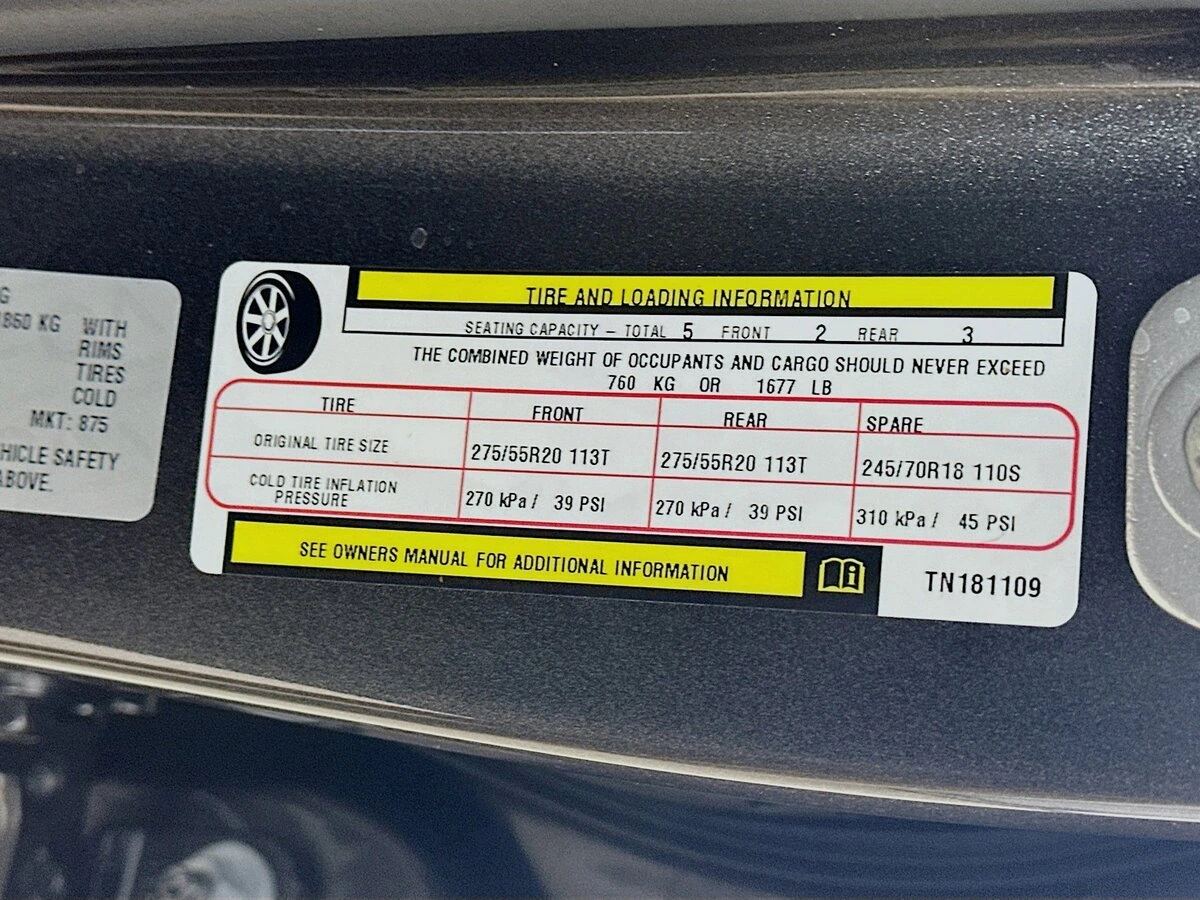 G
1860 KG WITH
RIMS
TIRES
COLD
MKT: 875
HICLE SAFETY
ABOVE.
TIRE AND LOADING INFORMATION
SEATING CAPACITY – TOTAL 5 FRONT 2 REAR 3
THE COMBINED WEIGHT OF OCCUPANTS AND CARGO SHOULD NEVER EXCEED
760 KG OR 1677 LB
TIRE FRONT REAR SPARE
ORIGINAL TIRE SIZE 275/55R20 113T 275/55R20 113T 245/70R18 110S
COLD TIRE INFLATION
PRESSURE 270 kPa / 39 PSI 270 kPa / 39 PSI 310 kPa / 45 PSI
SEE OWNERS MANUAL FOR ADDITIONAL INFORMATION
TN181109